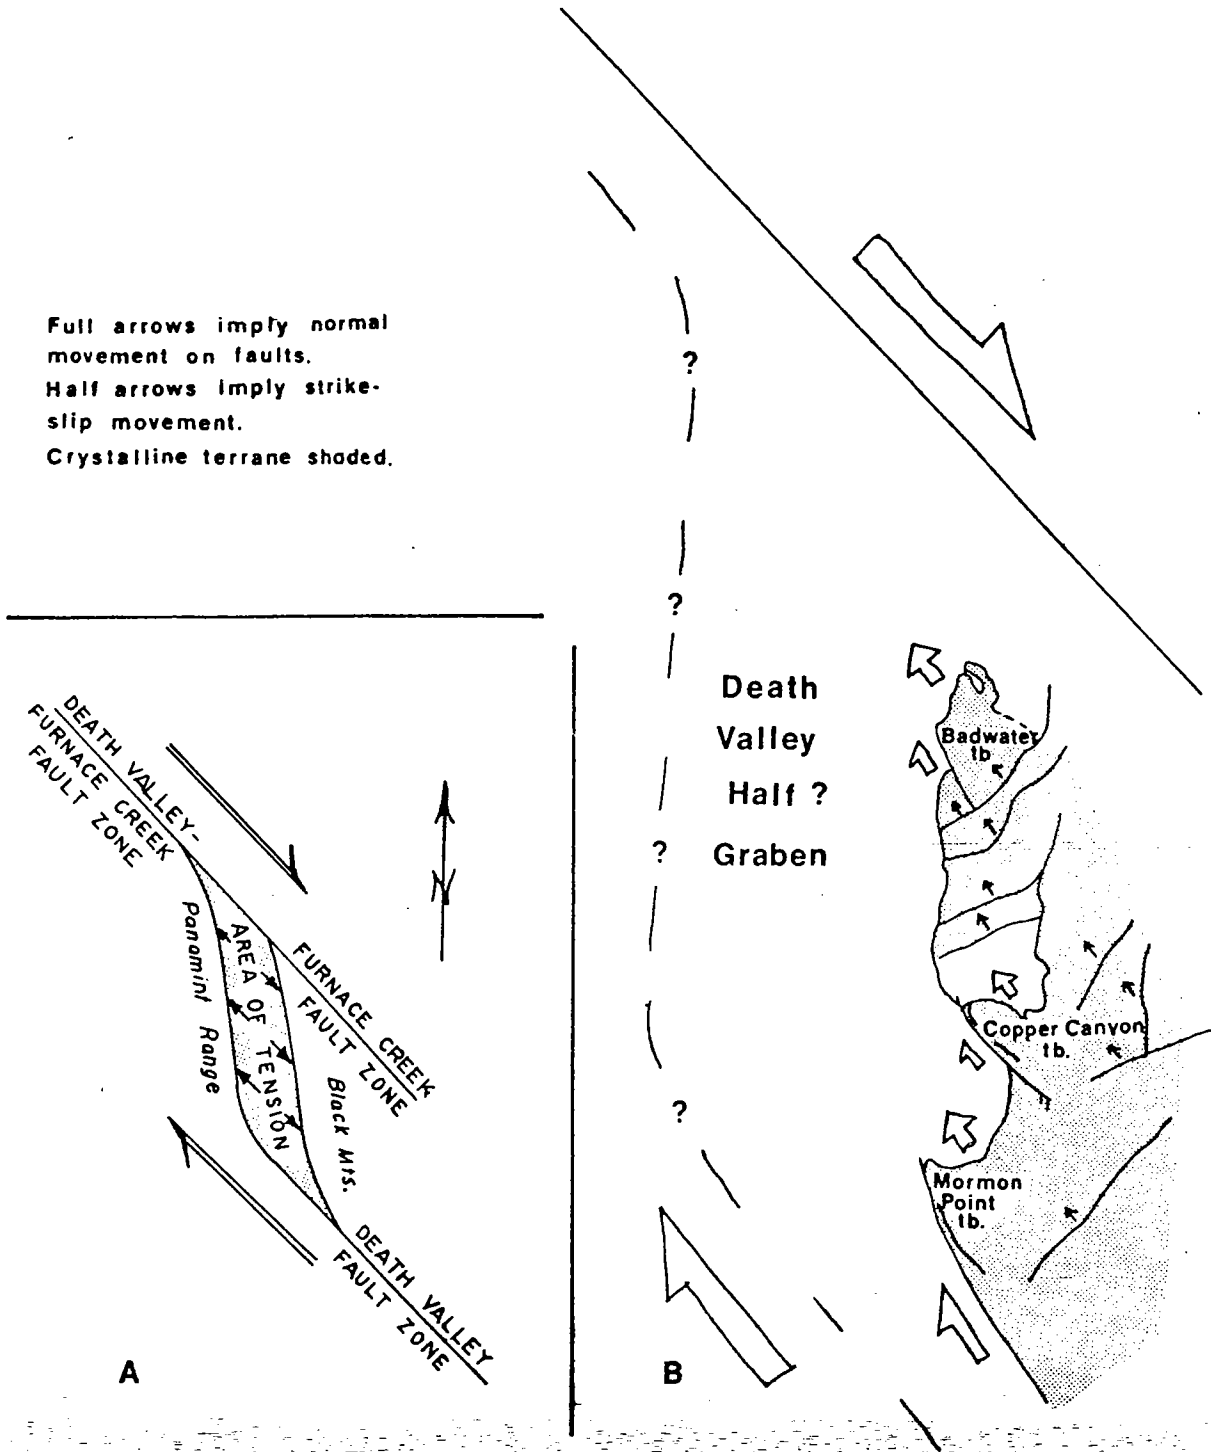 Full arrows imply normal
movement on faults.
Half arrows imply strike-
slip movement.
Crystalline terrane shaded.
DEATH VALLEY-
FURNACE CREEK
FAULT ZONE
N
Panamint Range
AREA OF TENSION
FURNACE CREEK
FAULT ZONE
Black Mts.
DEATH VALLEY
FAULT ZONE
A
?
?
Death
Valley
Half ?
? Graben
?
Badwater
tb
Copper Canyon
tb.
Mormon
Point
tb.
B